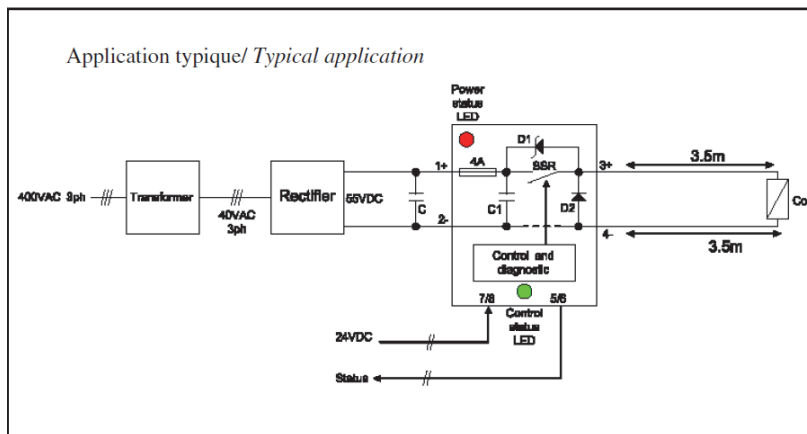 Application typique/ Typical application
Power
status
LED
D1
1+
4A
SSR
3+
3.5m
400VAC 3ph
Transformer
Rectifier
55VDC
C
C1
D2
Co
40VAC
3ph
2-
4-
3.5m
Control and
diagnostic
7/8
5/6
Control
status
LED
24VDC
Status